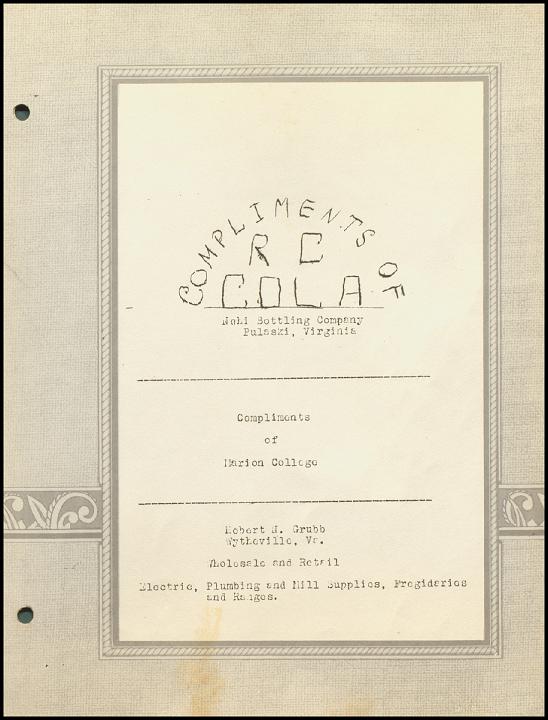 COMPLIMENTS OF
R C
COLA
Nehi Bottling Company
Pulaski, Virginia
Compliments
of
Marion College
Robert H. Grubb
Wytheville, Va.
Wholesale and Retail
Electric, Plumbing and Mill Supplies, Fregidaries
and Ranges.